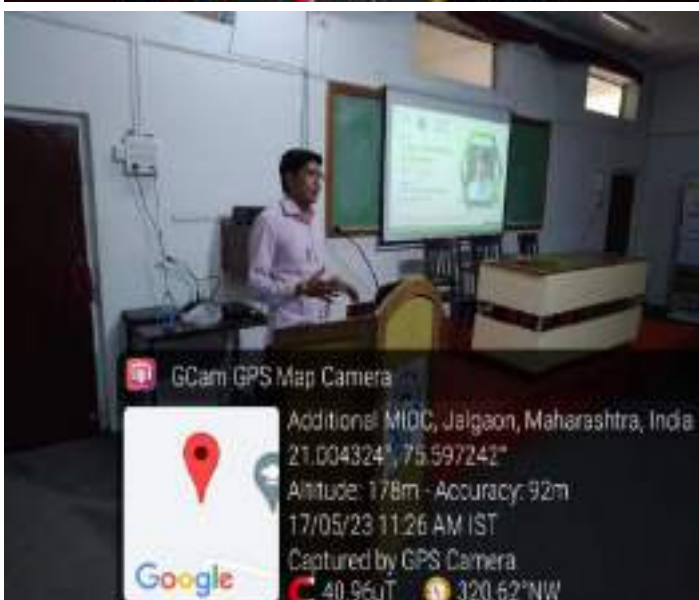 GCam GPS Map Camera
Additional MIDC, Jalgaon, Maharashtra, India
21.004324°, 75.597242°
Altitude: 178m - Accuracy: 92m
17/05/23 11:26 AM IST
Captured by GPS Camera
Google
40.96µT
320.62°NW